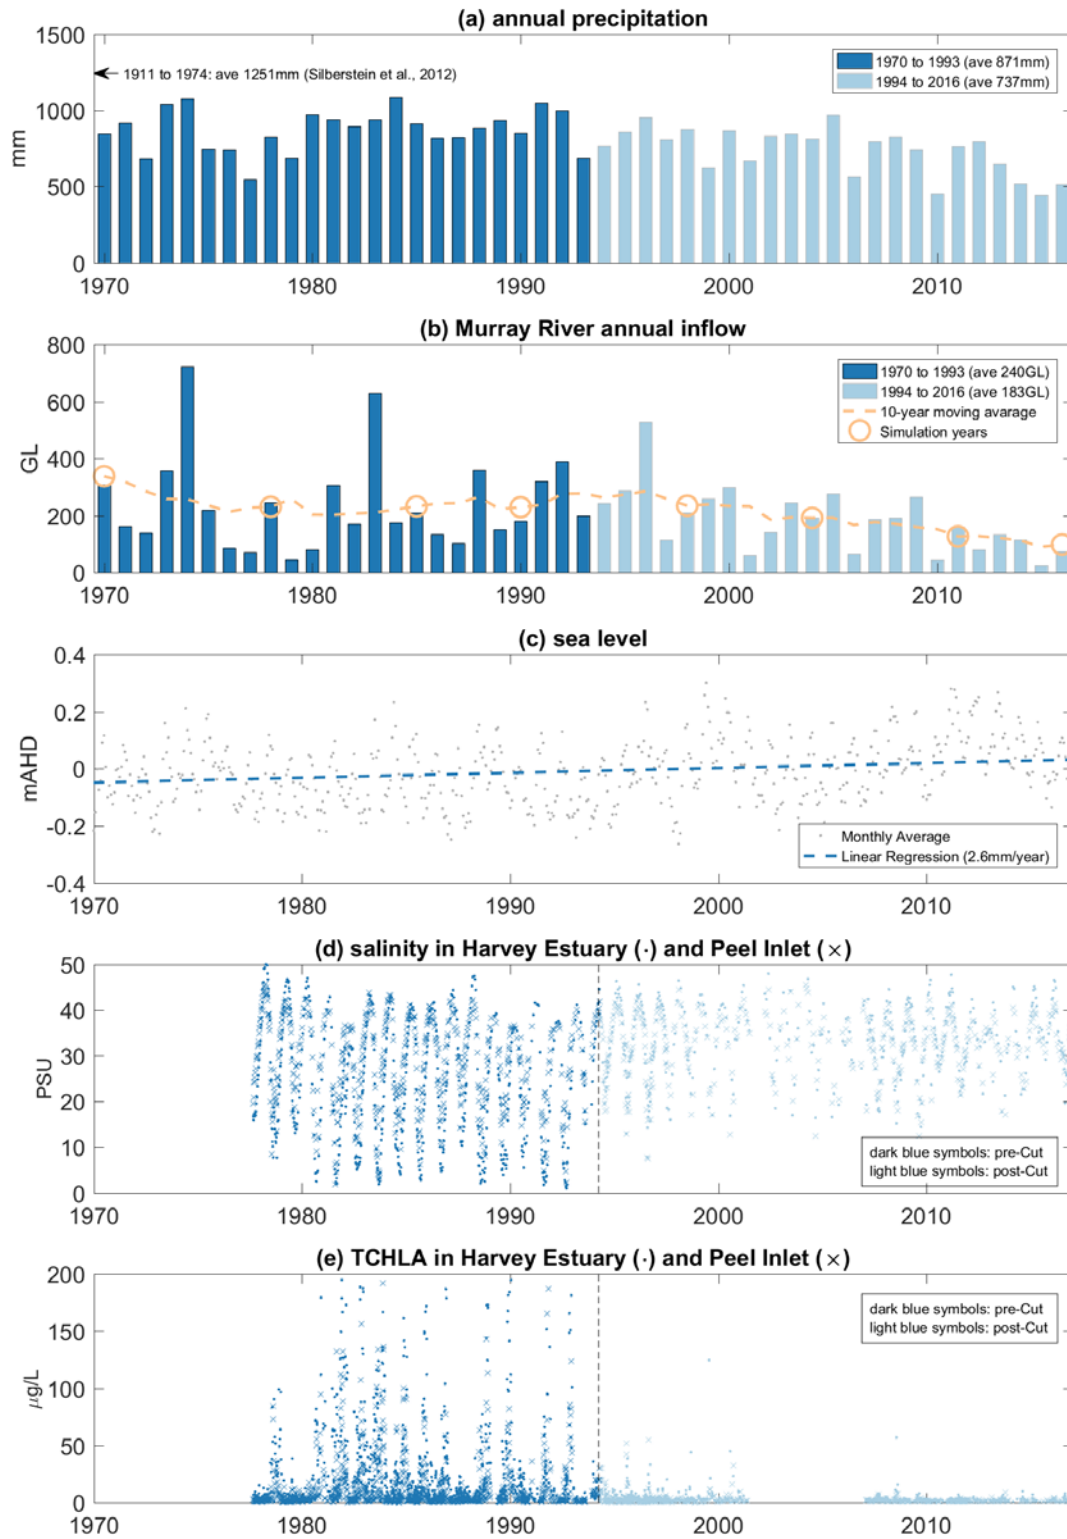 (a) annual precipitation
1500
1000
500
0
mm
1911 to 1974: ave 1251mm (Silberstein et al., 2012)
1970 to 1993 (ave 871mm)
1994 to 2016 (ave 737mm)
1970 1980 1990 2000 2010
(b) Murray River annual inflow
800
600
400
200
0
GL
1970 to 1993 (ave 240GL)
1994 to 2016 (ave 183GL)
10-year moving avarage
Simulation years
1970 1980 1990 2000 2010
(c) sea level
0.4
0.2
0
-0.2
-0.4
mAHD
Monthly Average
Linear Regression (2.6mm/year)
1970 1980 1990 2000 2010
(d) salinity in Harvey Estuary (·) and Peel Inlet (×)
50
40
30
20
10
0
PSU
dark blue symbols: pre-Cut
light blue symbols: post-Cut
1970 1980 1990 2000 2010
(e) TCHLA in Harvey Estuary (·) and Peel Inlet (×)
200
150
100
50
0
μg/L
dark blue symbols: pre-Cut
light blue symbols: post-Cut
1970 1980 1990 2000 2010